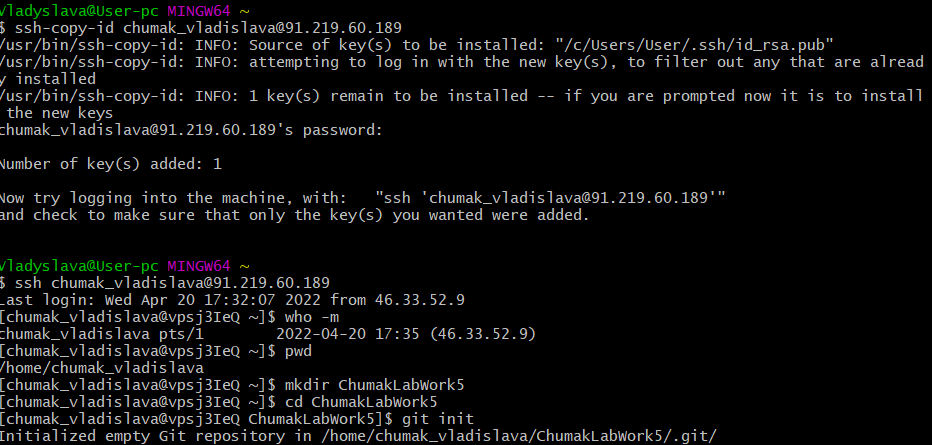 Vladyslava@User-pc MINGW64 ~
$ ssh-copy-id chumak_vladislava@91.219.60.189
/usr/bin/ssh-copy-id: INFO: Source of key(s) to be installed: "/c/Users/User/.ssh/id_rsa.pub"
/usr/bin/ssh-copy-id: INFO: attempting to log in with the new key(s), to filter out any that are alread
y installed
/usr/bin/ssh-copy-id: INFO: 1 key(s) remain to be installed -- if you are prompted now it is to install
 the new keys
chumak_vladislava@91.219.60.189's password:
Number of key(s) added: 1
Now try logging into the machine, with:   "ssh 'chumak_vladislava@91.219.60.189'"
and check to make sure that only the key(s) you wanted were added.
Vladyslava@User-pc MINGW64 ~
$ ssh chumak_vladislava@91.219.60.189
Last login: Wed Apr 20 17:32:07 2022 from 46.33.52.9
[chumak_vladislava@vpsj3IeQ ~]$ who -m
chumak_vladislava pts/1        2022-04-20 17:35 (46.33.52.9)
[chumak_vladislava@vpsj3IeQ ~]$ pwd
/home/chumak_vladislava
[chumak_vladislava@vpsj3IeQ ~]$ mkdir ChumakLabWork5
[chumak_vladislava@vpsj3IeQ ~]$ cd ChumakLabWork5
[chumak_vladislava@vpsj3IeQ ChumakLabWork5]$ git init
Initialized empty Git repository in /home/chumak_vladislava/ChumakLabWork5/.git/